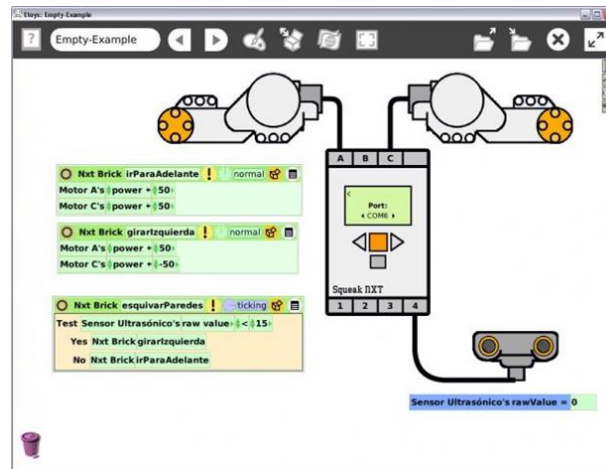 Etoys: Empty-Example
? Empty-Example
A B C
Port:
COM6
Squeak NXT
1 2 3 4
Nxt Brick irParaAdelante ! normal
Motor A's power 50
Motor C's power 50
Nxt Brick girarIzquierda ! normal
Motor A's power 50
Motor C's power -50
Nxt Brick esquivarParedes ! ticking
Test Sensor Ultrasónico's raw value < 15
Yes Nxt Brick girarIzquierda
No Nxt Brick irParaAdelante
Sensor Ultrasónico's rawValue = 0